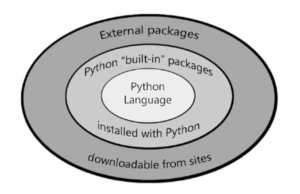 External packages
Python "built-in" packages
Python
Language
installed with Python
downloadable from sites